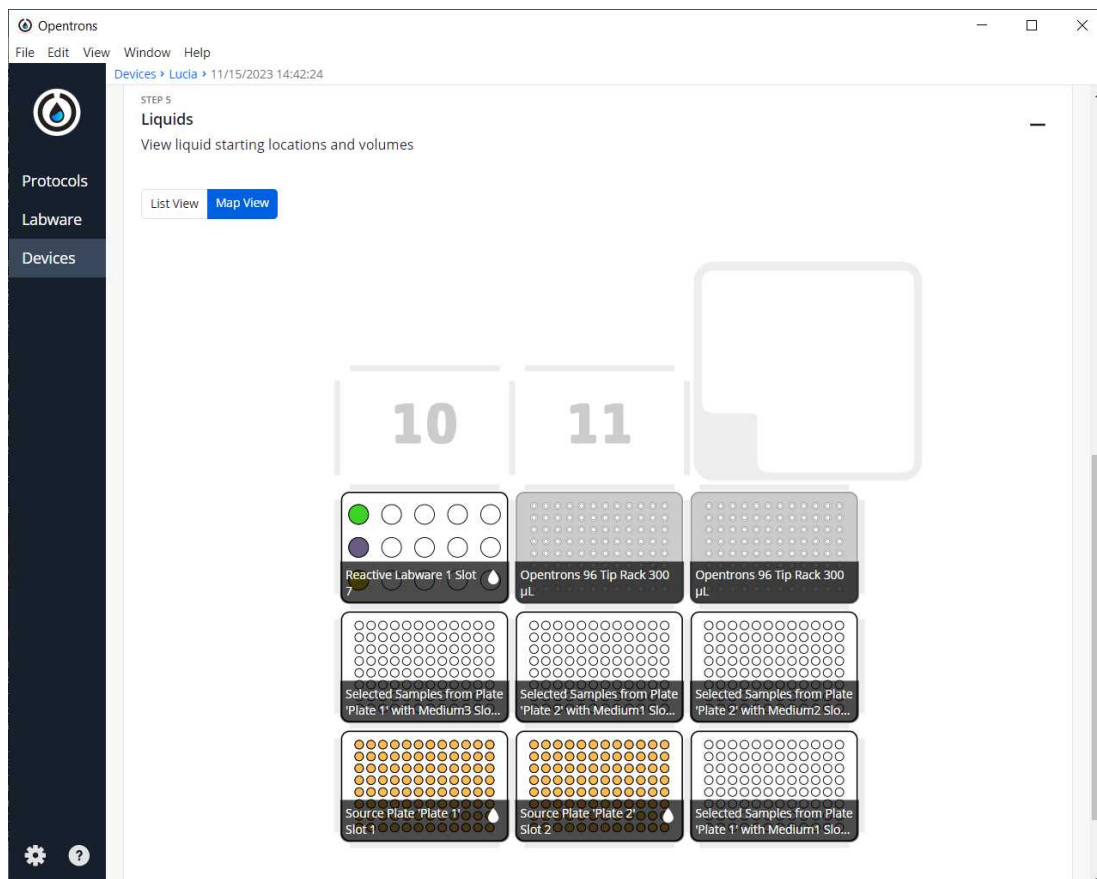 Opentrons
File Edit View Window Help
Devices › Lucia › 11/15/2023 14:42:24
STEP 5
Liquids
View liquid starting locations and volumes
Protocols
Labware
Devices
List View Map View
10 11
Reactive Labware 1 Slot
7
Opentrons 96 Tip Rack 300
µL
Opentrons 96 Tip Rack 300
µL
Selected Samples from Plate
'Plate 1' with Medium3 Slo...
Selected Samples from Plate
'Plate 2' with Medium1 Slo...
Selected Samples from Plate
'Plate 2' with Medium2 Slo...
Source Plate 'Plate 1'
Slot 1
Source Plate 'Plate 2'
Slot 2
Selected Samples from Plate
'Plate 1' with Medium1 Slo...
?